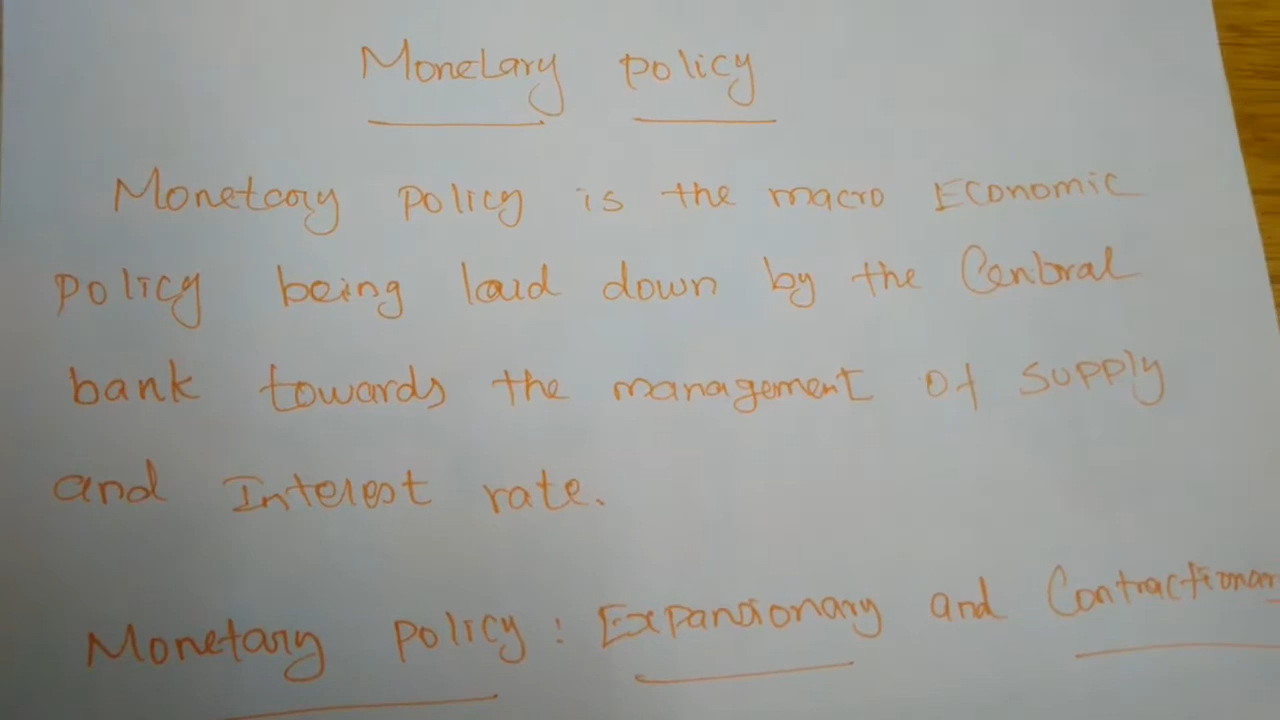 Monetary policy
Monetary policy is the macro Economic
policy being laid down by the Central
bank towards the management of supply
and Interest rate.
Monetary policy : Expansionary and Contractionar